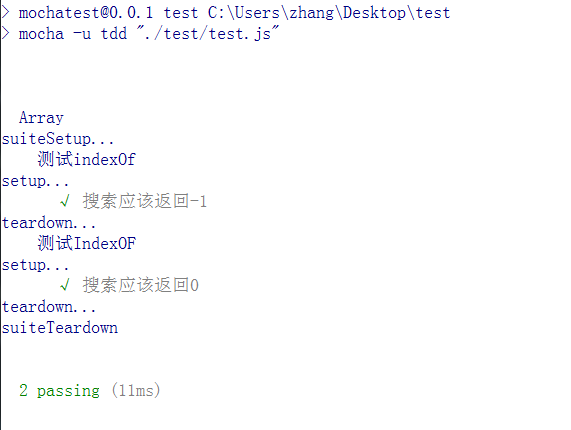 > mochatest@0.0.1 test C:\Users\zhang\Desktop\test
> mocha -u tdd "./test/test.js"
Array
suiteSetup...
测试indexOf
setup...
√ 搜索应该返回-1
teardown...
测试IndexOF
setup...
√ 搜索应该返回0
teardown...
suiteTeardown
2 passing (11ms)